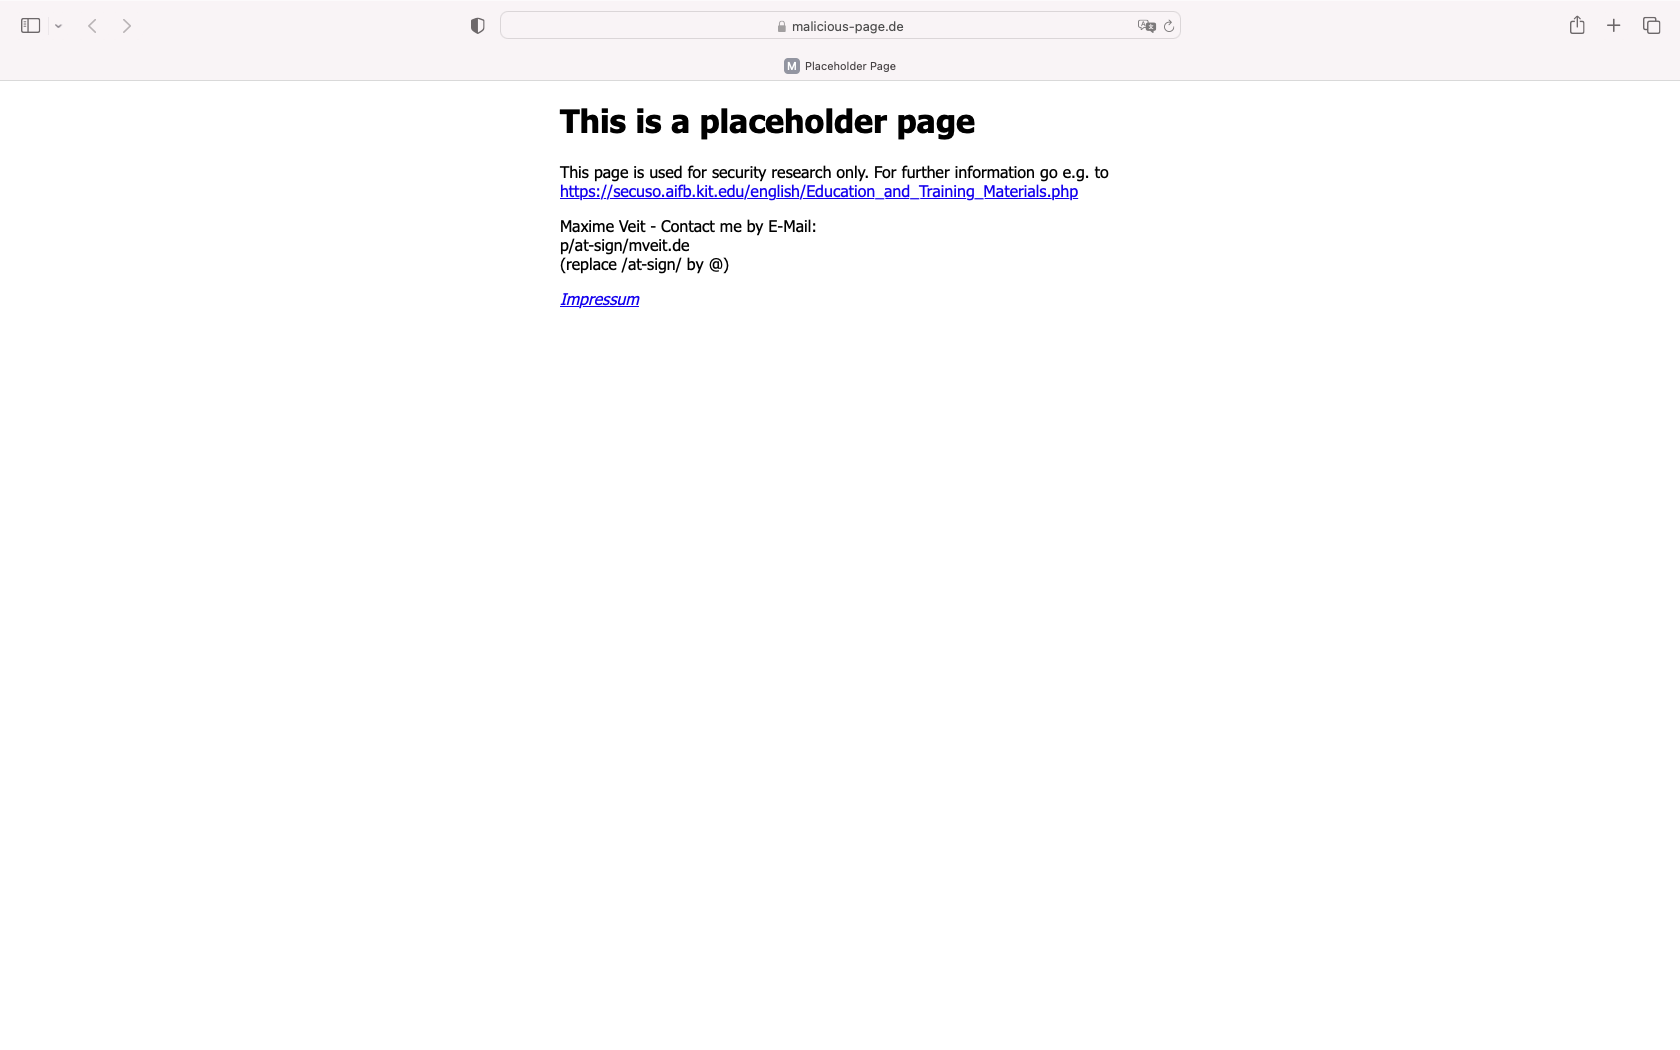 malicious-page.de
M Placeholder Page
This is a placeholder page
This page is used for security research only. For further information go e.g. to
https://secuso.aifb.kit.edu/english/Education_and_Training_Materials.php
Maxime Veit - Contact me by E-Mail:
p/at-sign/mveit.de
(replace /at-sign/ by @)
Impressum